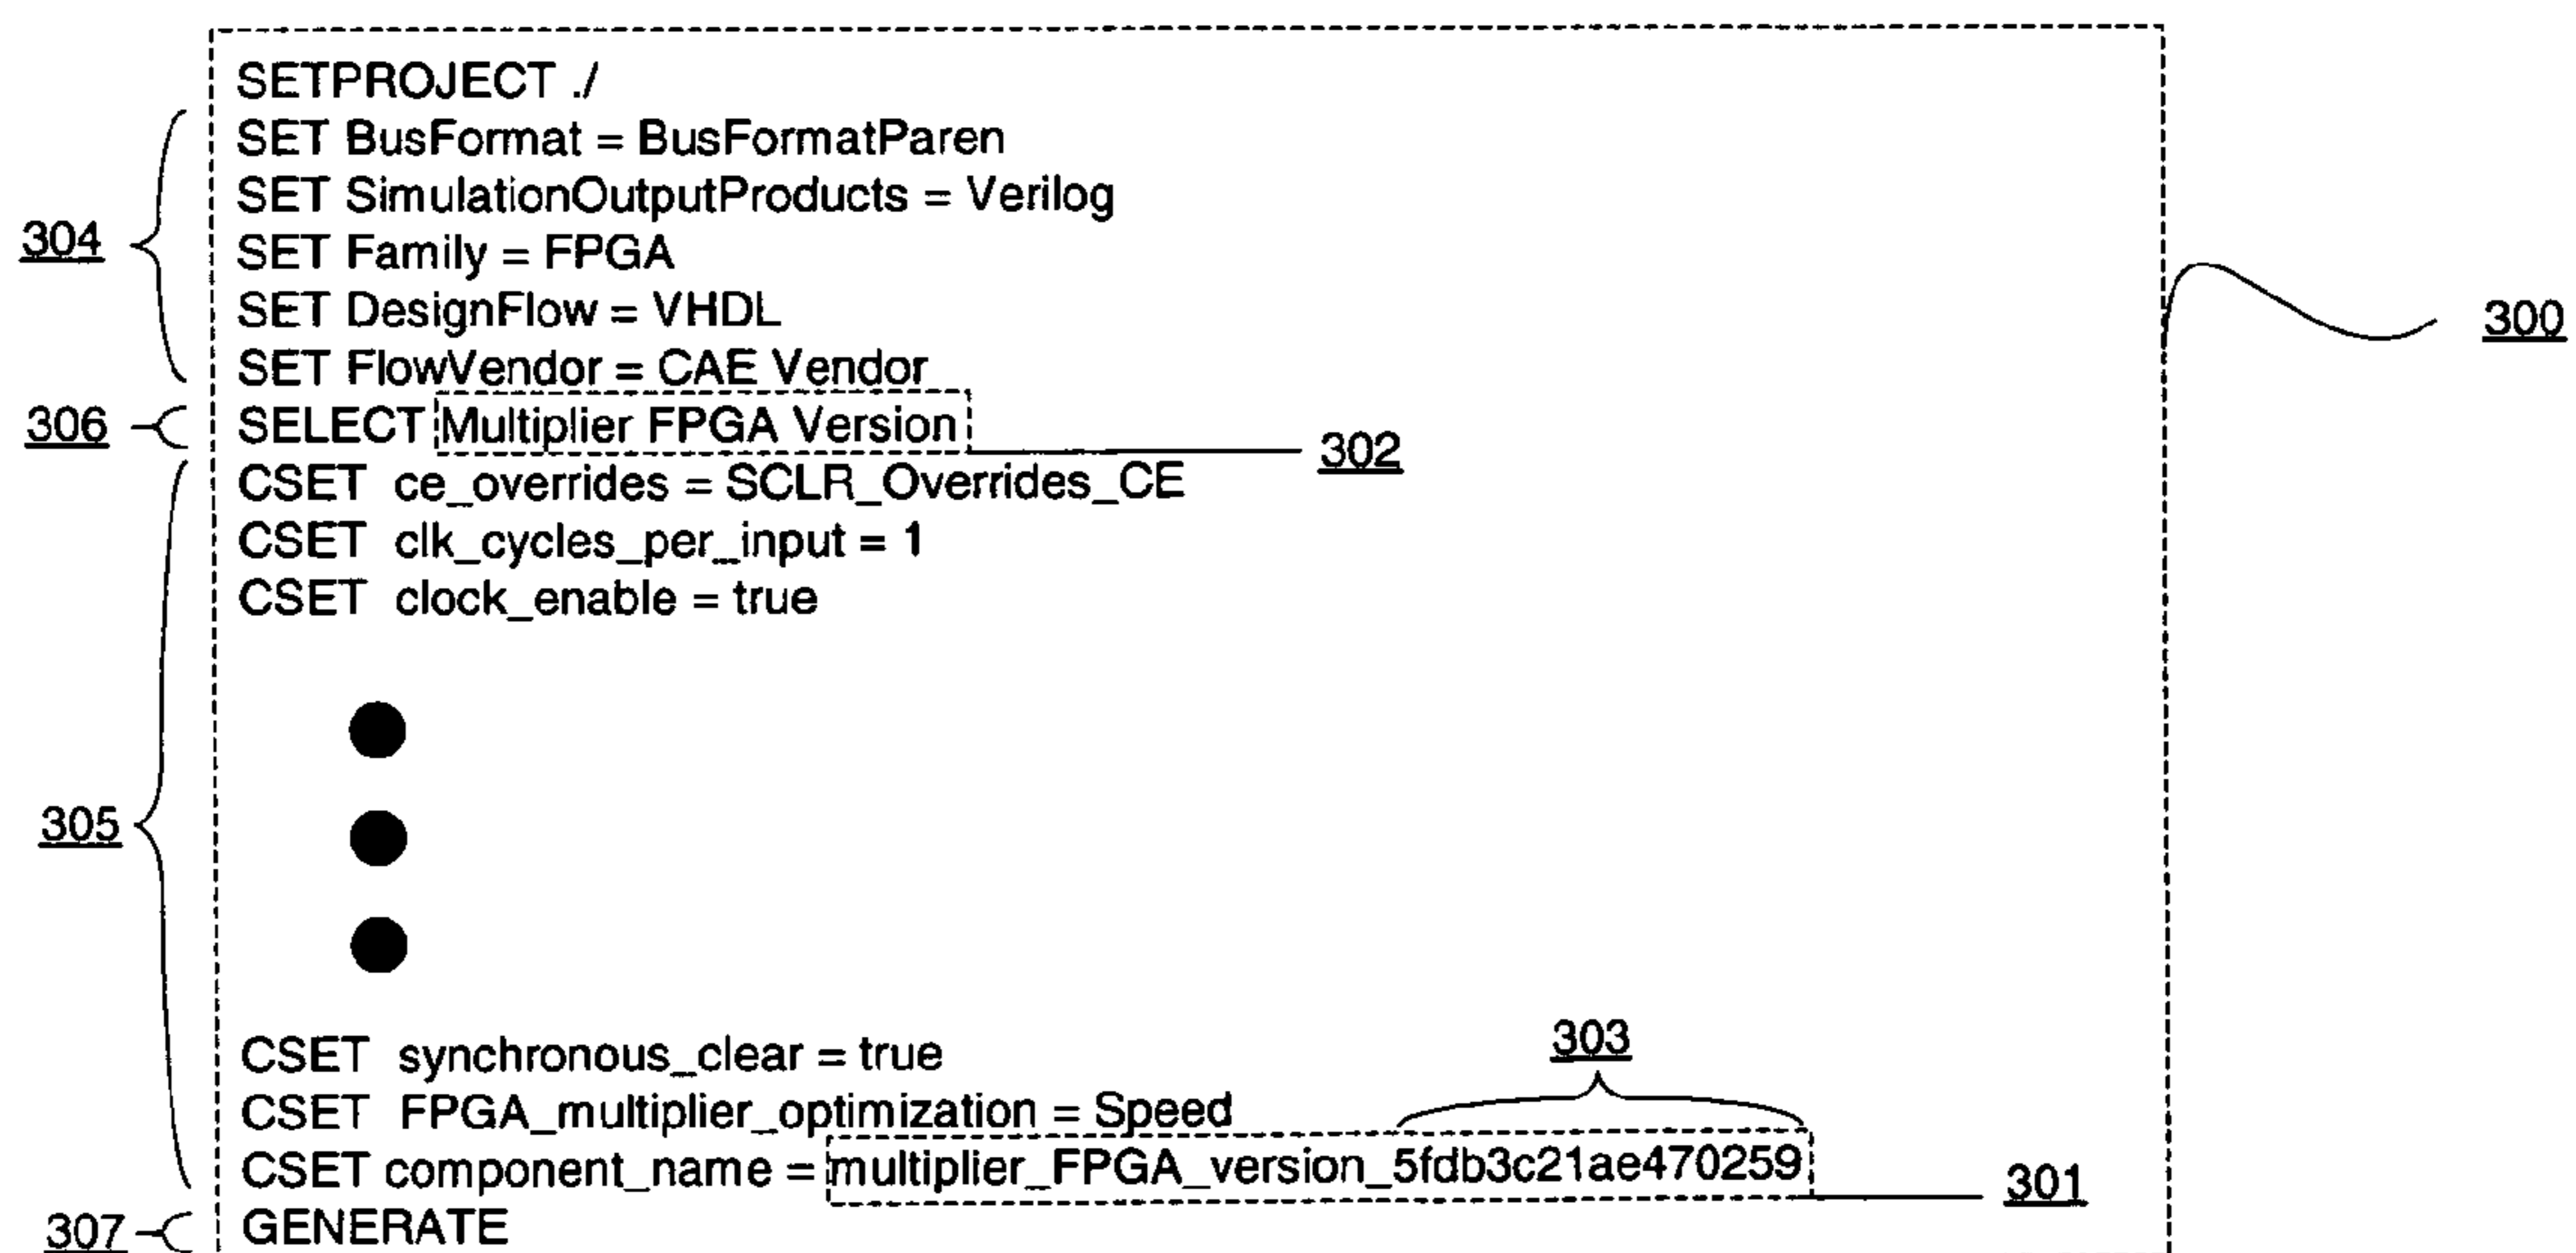 SETPROJECT ./
SET BusFormat = BusFormatParen
SET SimulationOutputProducts = Verilog
304
SET Family = FPGA
SET DesignFlow = VHDL
300
SET FlowVendor = CAE Vendor
306
SELECT Multiplier FPGA Version
302
CSET ce_overrides = SCLR_Overrides_CE
CSET clk_cycles_per_input = 1
CSET clock_enable = true
305
303
CSET synchronous_clear = true
CSET FPGA_multiplier_optimization = Speed
CSET component_name = multiplier_FPGA_version_5fdb3c21ae470259
301
307
GENERATE